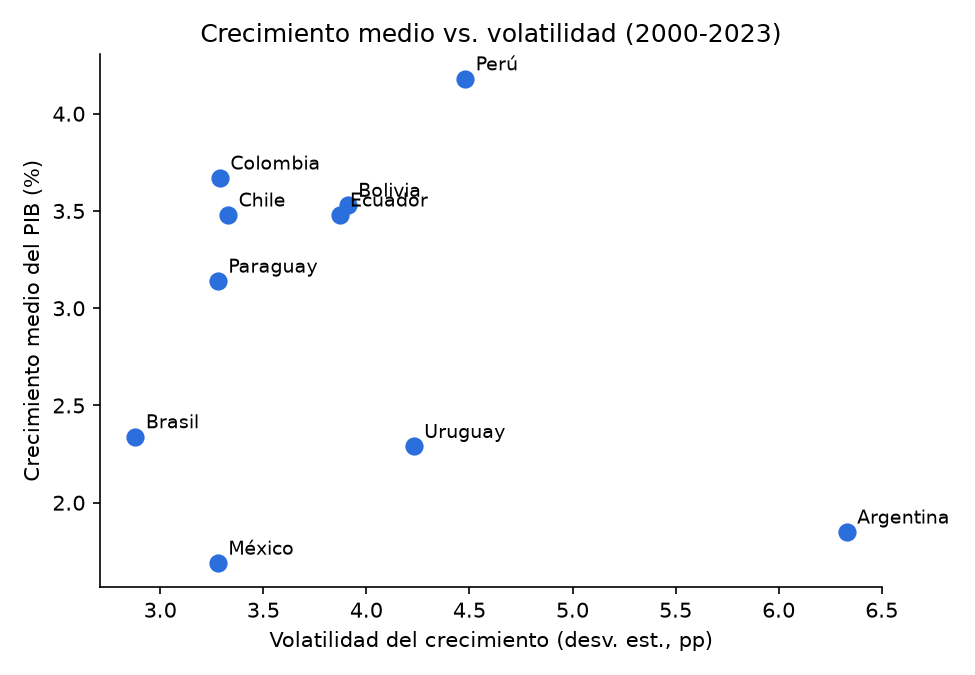 Crecimiento medio vs. volatilidad (2000-2023)
Perú
4.0
Colombia
Bolivia
Chile
Ecuador
3.5
Paraguay
3.0
Brasil
Uruguay
2.5
2.0
Argentina
México
Crecimiento medio del PIB (%)
3.0 3.5 4.0 4.5 5.0 5.5 6.0 6.5
Volatilidad del crecimiento (desv. est., pp)